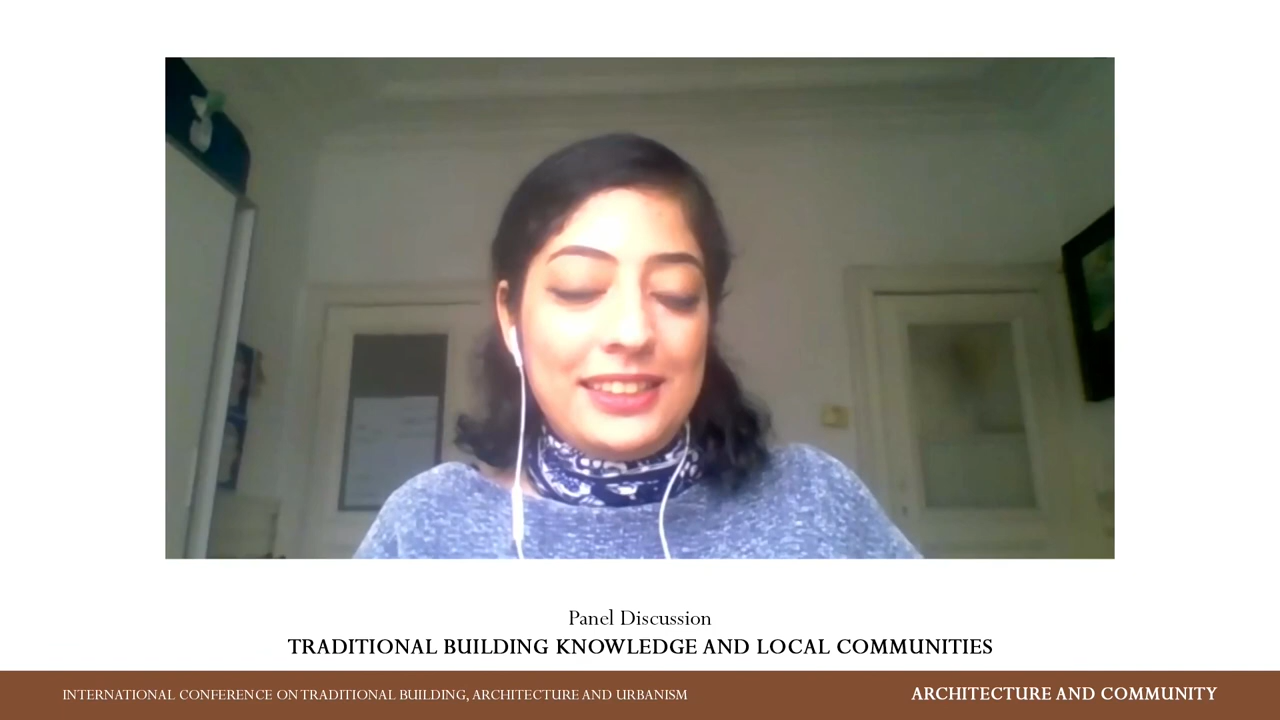 Panel Discussion
TRADITIONAL BUILDING KNOWLEDGE AND LOCAL COMMUNITIES
INTERNATIONAL CONFERENCE ON TRADITIONAL BUILDING, ARCHITECTURE AND URBANISM
ARCHITECTURE AND COMMUNITY